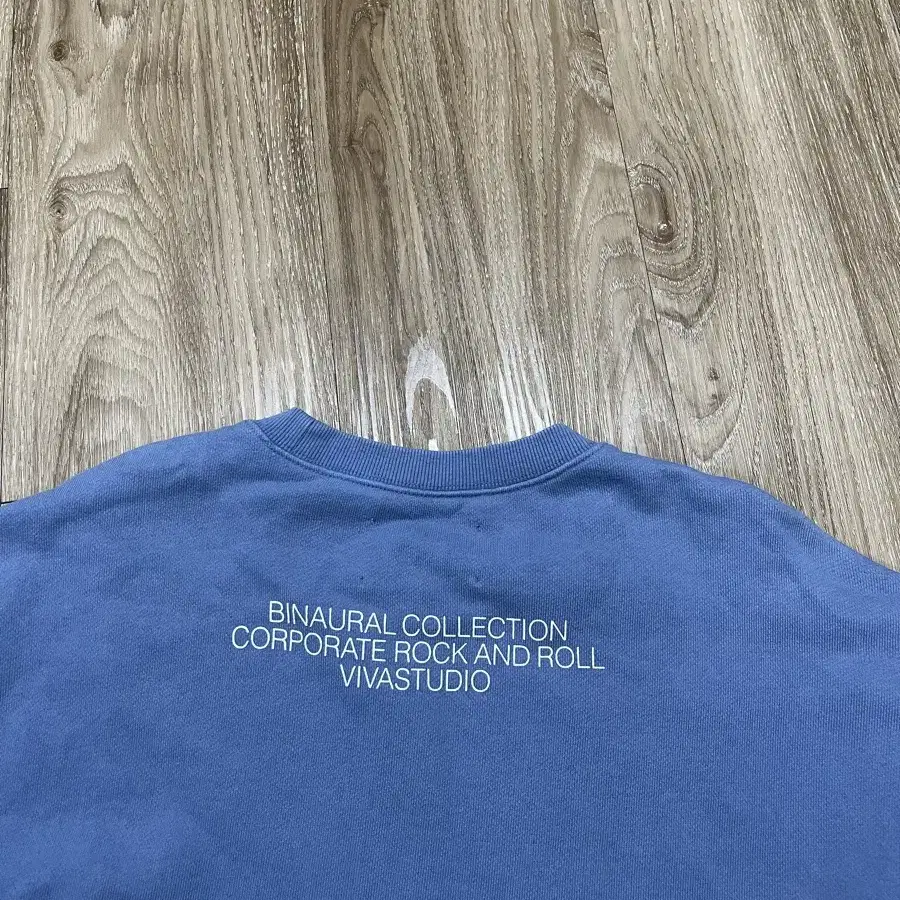 BINAURAL COLLECTION
CORPORATE ROCK AND ROLL
VIVASTUDIO